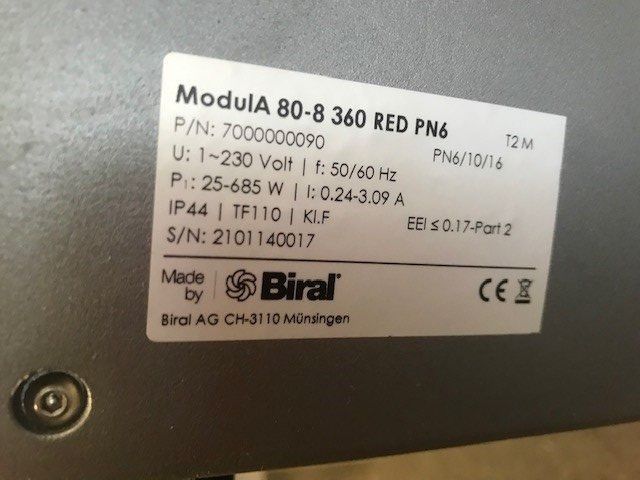 ModulA 80-8 360 RED PN6 T2 M
P/N: 7000000090 PN6/10/16
U: 1~230 Volt | f: 50/60 Hz
P₁: 25-685 W | I: 0.24-3.09 A
IP44 | TF110 | Kl.F EEI ≤ 0.17-Part 2
S/N: 2101140017
Made by Biral CE
Biral AG CH-3110 Münsingen